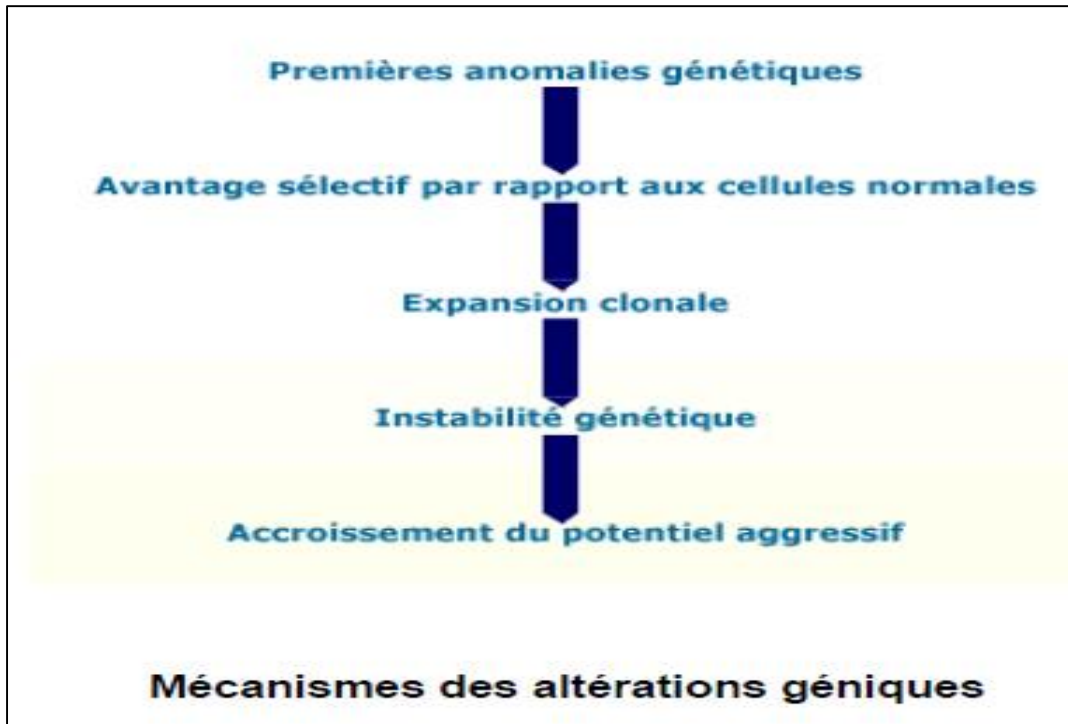 Premières anomalies génétiques
Avantage sélectif par rapport aux cellules normales
Expansion clonale
Instabilité génétique
Accroissement du potentiel aggressif
Mécanismes des altérations géniques